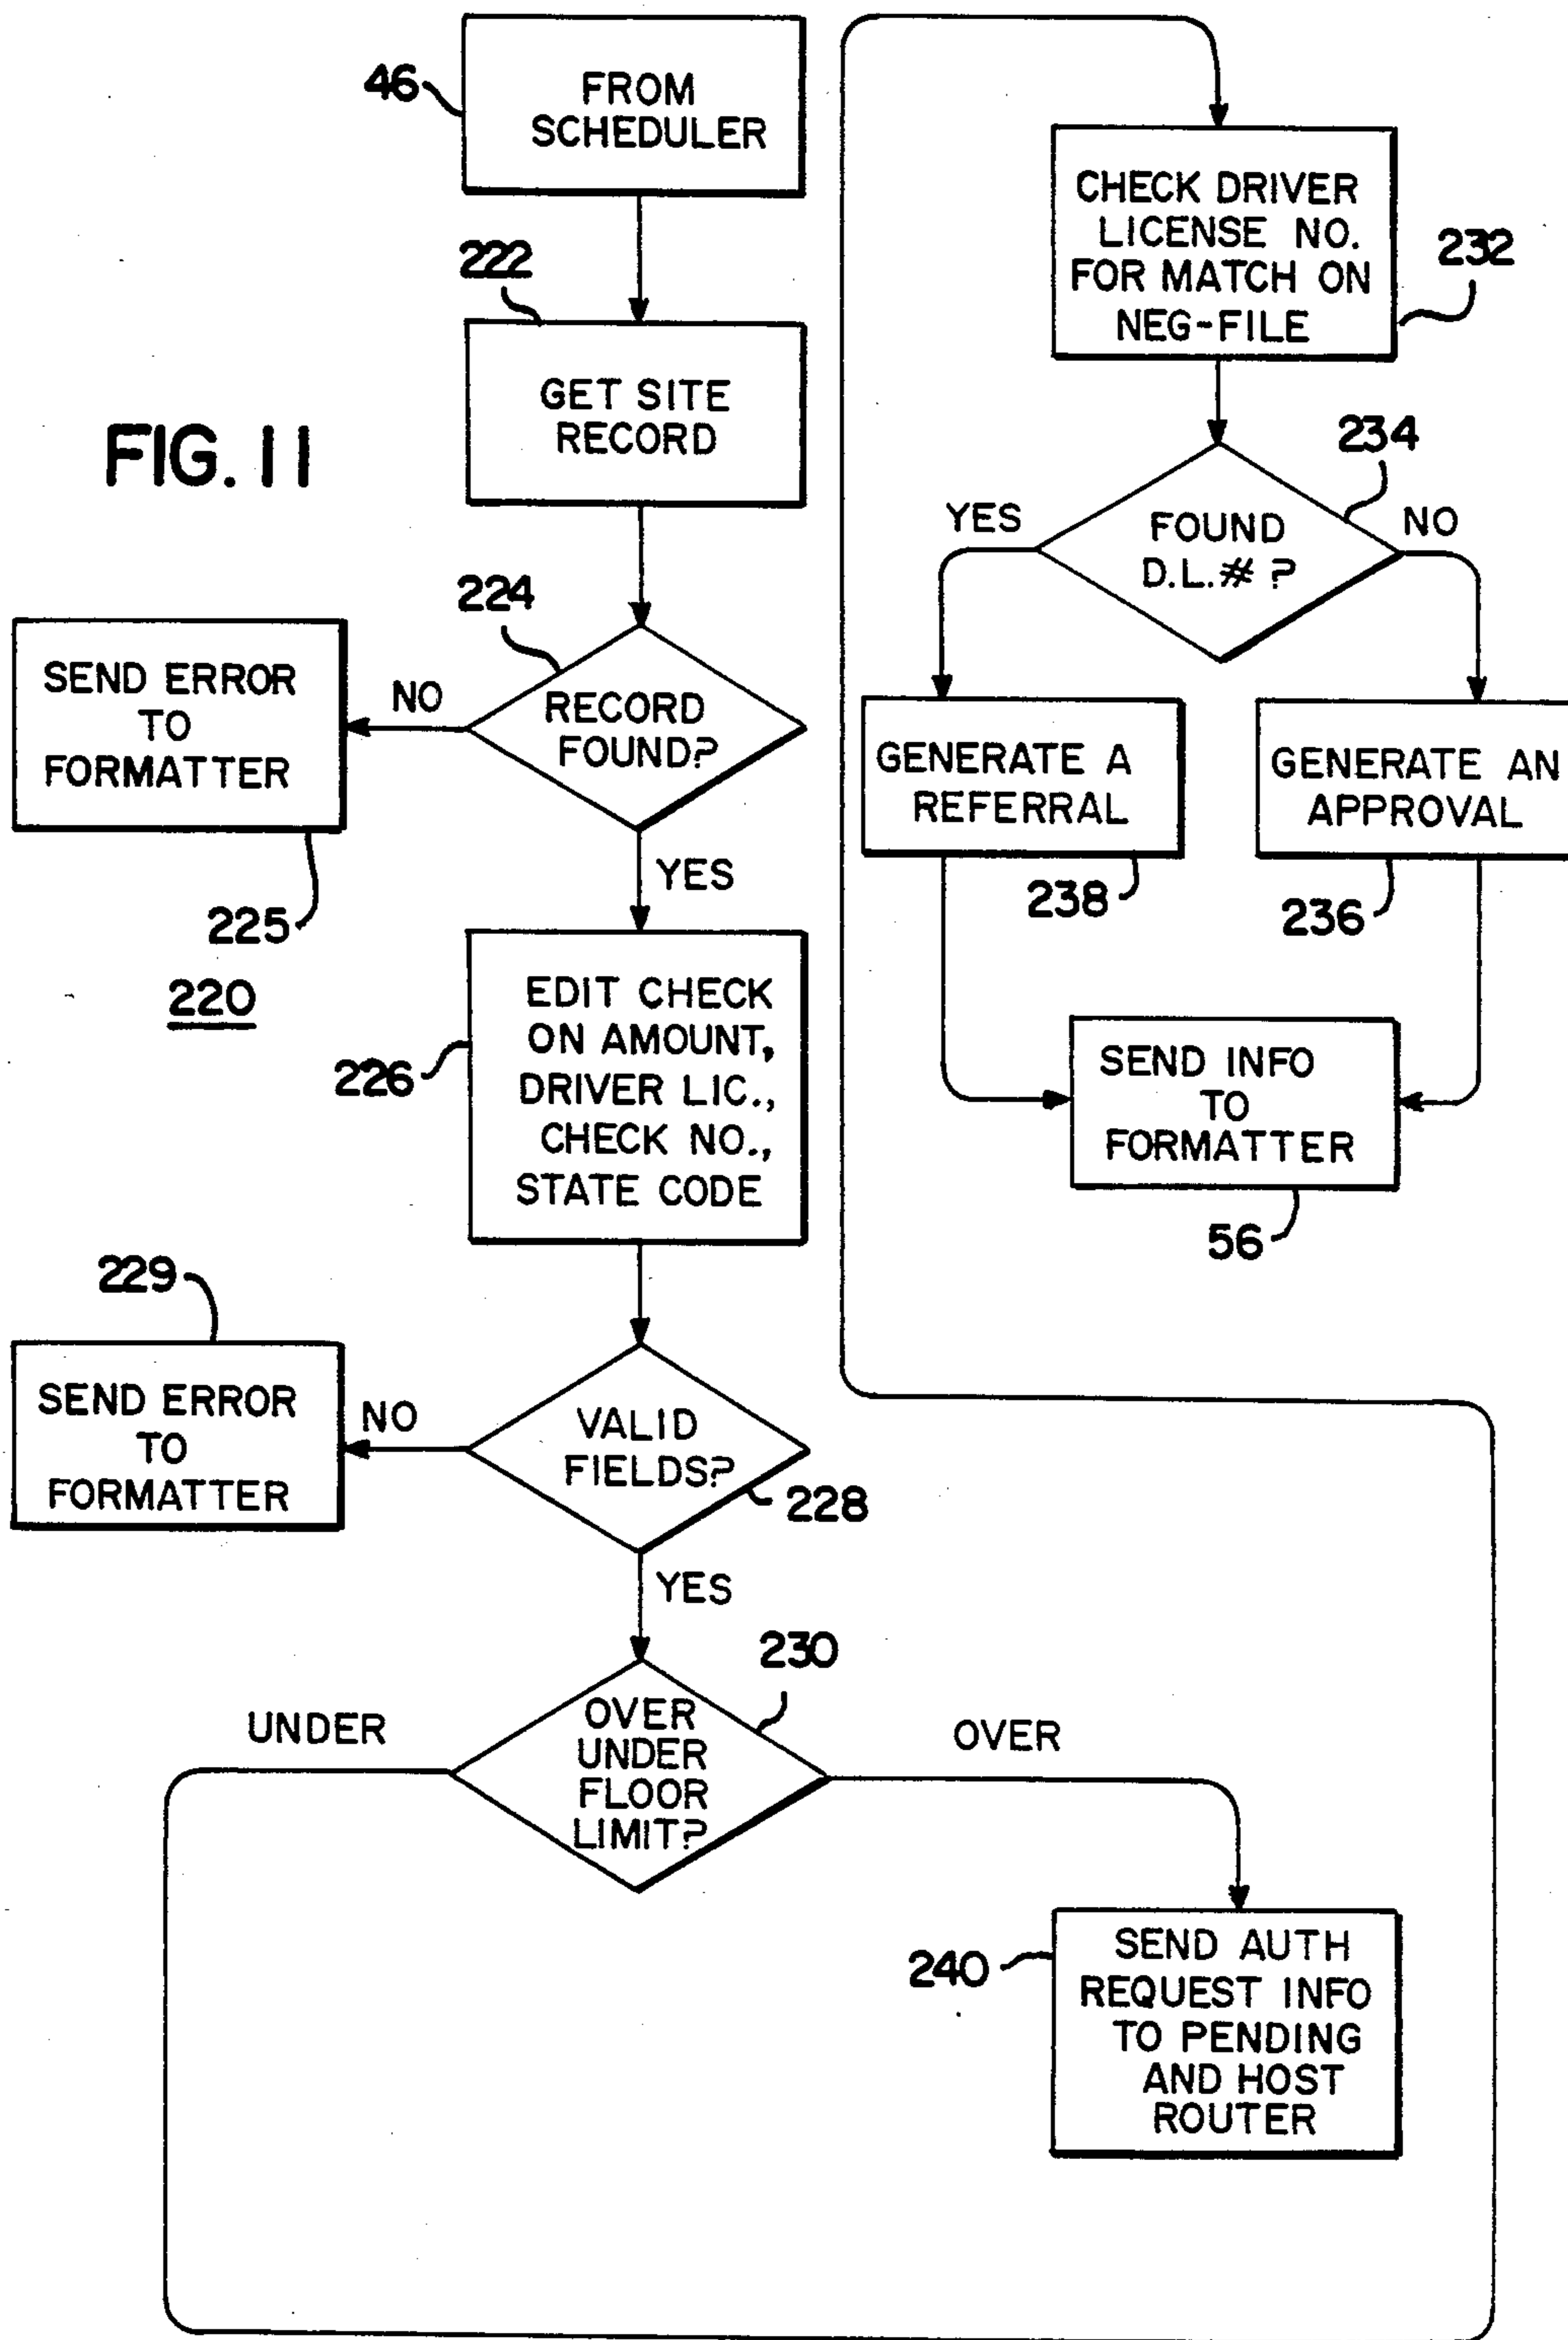 46
FROM
SCHEDULER
222
GET SITE
RECORD
FIG. 11
224
RECORD
FOUND?
NO
SEND ERROR
TO
FORMATTER
225
220
YES
EDIT CHECK
ON AMOUNT,
DRIVER LIC.,
CHECK NO.,
STATE CODE
226
229
SEND ERROR
TO
FORMATTER
NO
VALID
FIELDS?
228
YES
230
OVER
UNDER
FLOOR
LIMIT?
UNDER
OVER
240
SEND AUTH
REQUEST INFO
TO PENDING
AND HOST
ROUTER
CHECK DRIVER
LICENSE NO.
FOR MATCH ON
NEG-FILE
232
234
FOUND
D.L.# ?
YES
NO
GENERATE A
REFERRAL
238
GENERATE AN
APPROVAL
236
SEND INFO
TO
FORMATTER
56